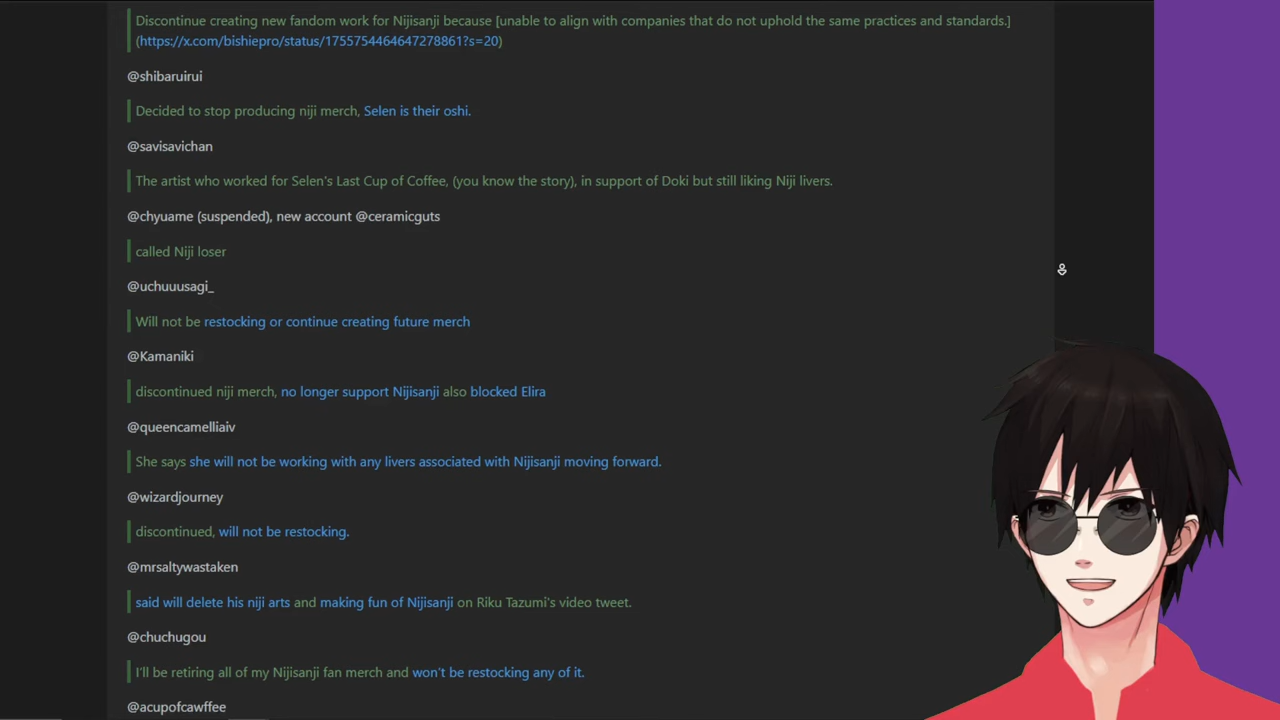 Discontinue creating new fandom work for Nijisanji because [unable to align with companies that do not uphold the same practices and standards.]
(https://x.com/bishiepro/status/1755754464647278861?s=20)
@shibaruirui
Decided to stop producing niji merch, Selen is their oshi.
@savisavichan
The artist who worked for Selen's Last Cup of Coffee, (you know the story), in support of Doki but still liking Niji livers.
@chyuame (suspended), new account @ceramicguts
called Niji loser
@uchuuusagi_
Will not be restocking or continue creating future merch
@Kamaniki
discontinued niji merch, no longer support Nijisanji also blocked Elira
@queencamelliaiv
She says she will not be working with any livers associated with Nijisanji moving forward.
@wizardjourney
discontinued, will not be restocking.
@mrsaltywastaken
said will delete his niji arts and making fun of Nijisanji on Riku Tazumi's video tweet.
@chuchugou
I'll be retiring all of my Nijisanji fan merch and won't be restocking any of it.
@acupofcawffee